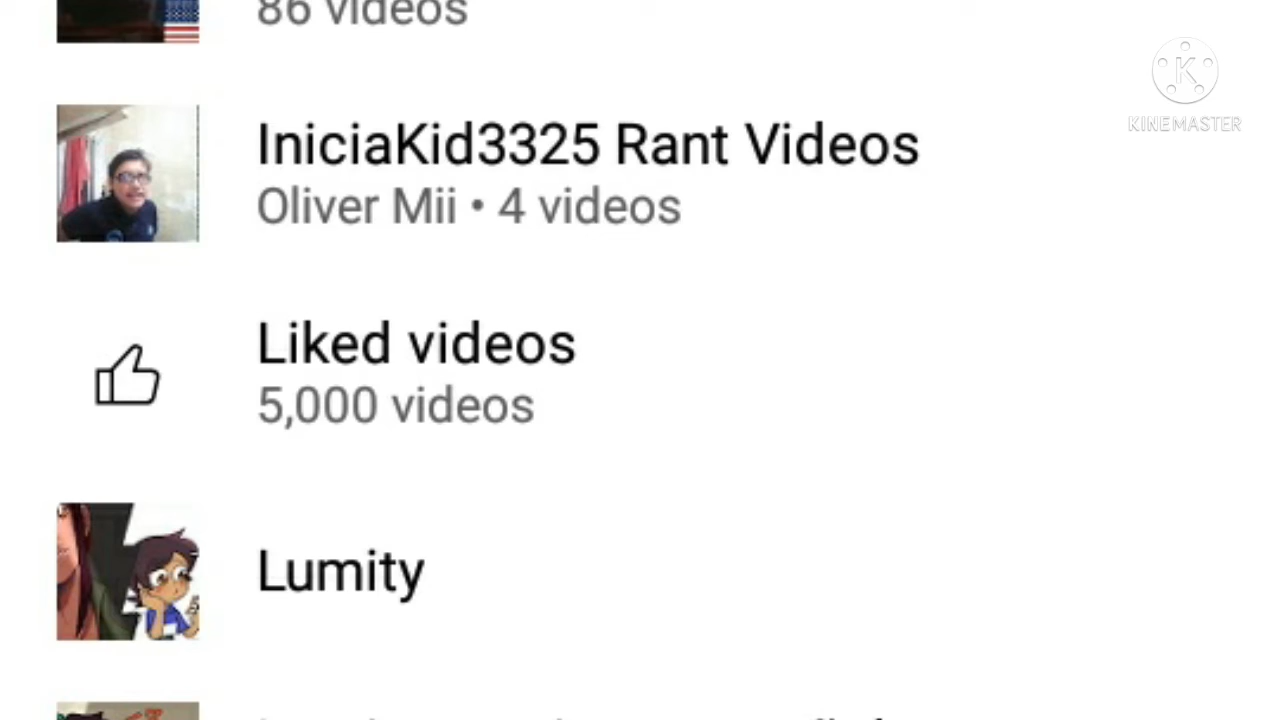 86 videos
KINEMASTER
IniciaKid3325 Rant Videos
Oliver Mii • 4 videos
Liked videos
5,000 videos
Lumity